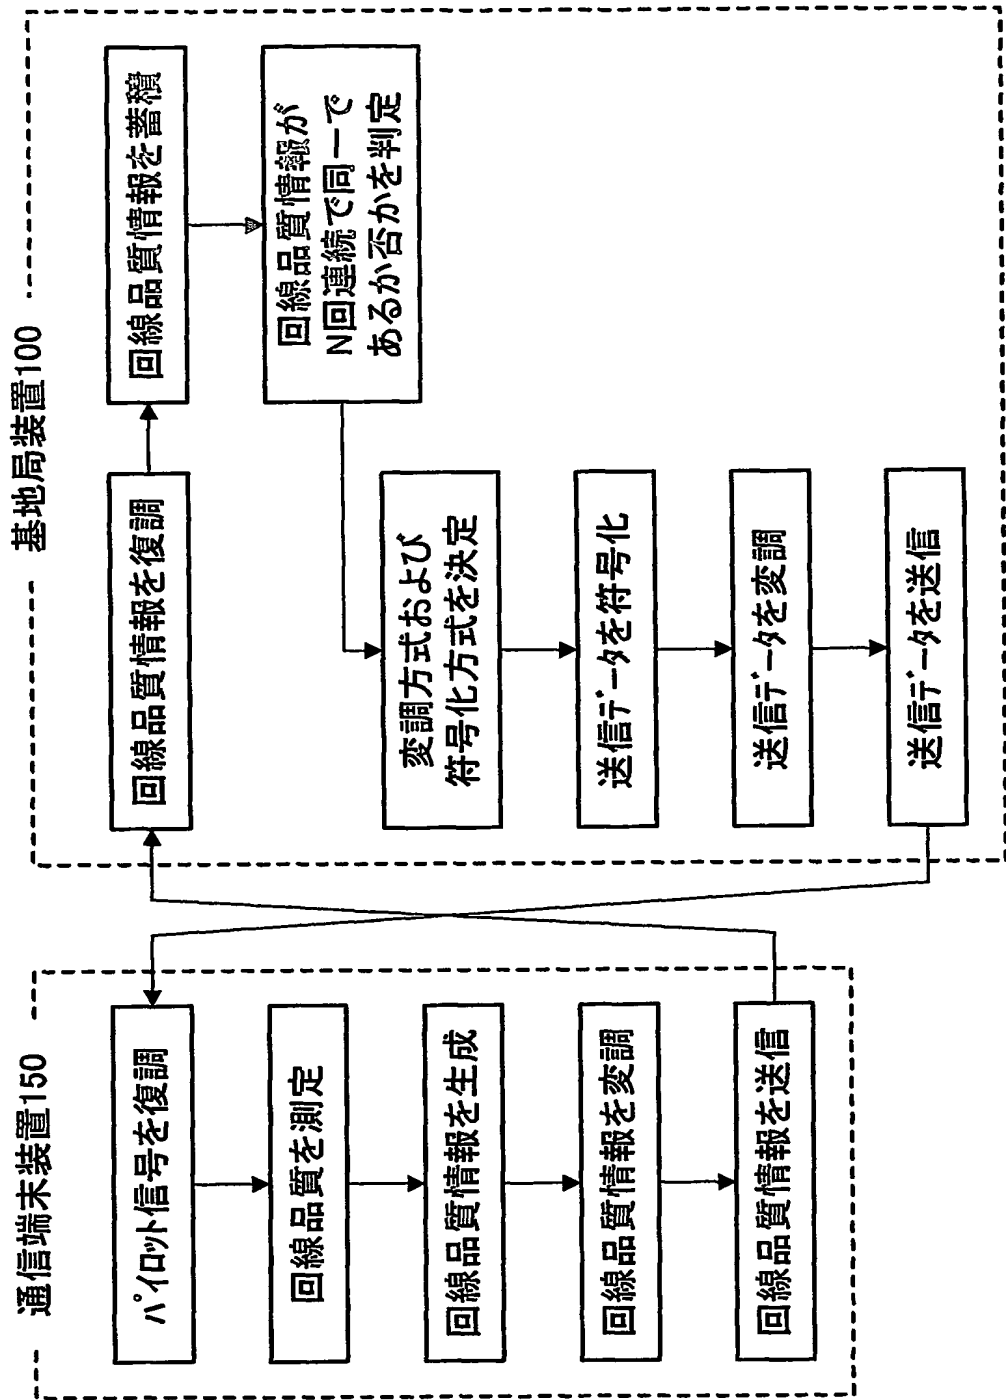 通信端末装置150
パイロット信号を復調
回線品質を測定
回線品質情報を生成
回線品質情報を変調
回線品質情報を送信
基地局装置100
回線品質情報を復調
回線品質情報を蓄積
回線品質情報が
N回連続で同一で
あるか否かを判定
変調方式および
符号化方式を決定
送信データを符号化
送信データを変調
送信データを送信